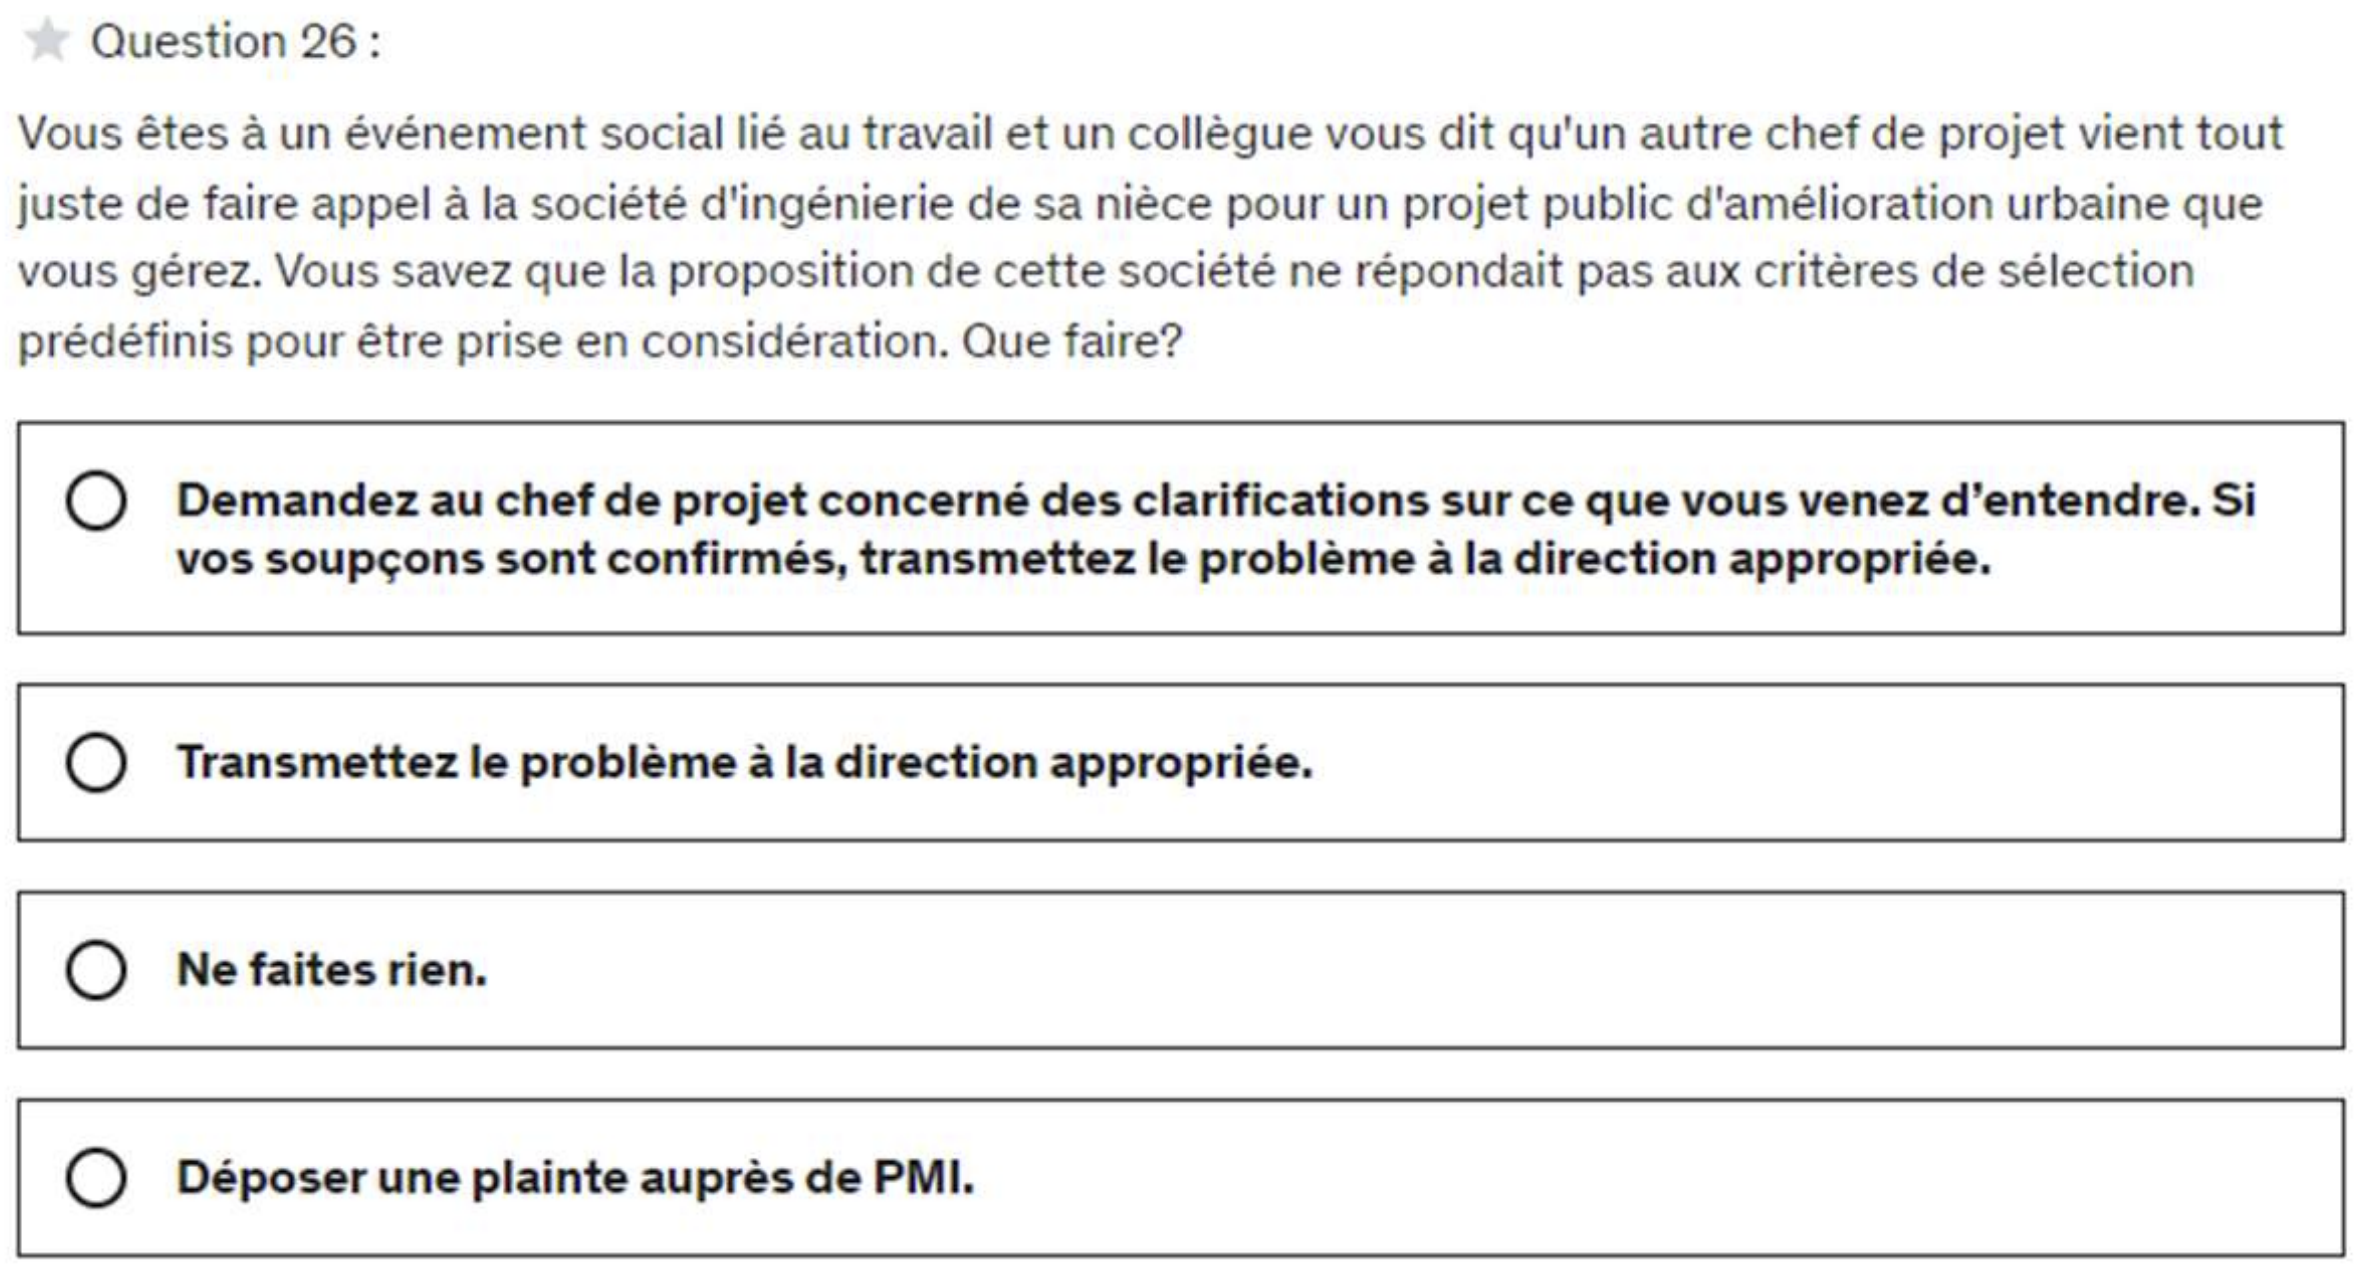 Question 26 :
Vous êtes à un événement social lié au travail et un collègue vous dit qu'un autre chef de projet vient tout
juste de faire appel à la société d'ingénierie de sa nièce pour un projet public d'amélioration urbaine que
vous gérez. Vous savez que la proposition de cette société ne répondait pas aux critères de sélection
prédéfinis pour être prise en considération. Que faire?
Demandez au chef de projet concerné des clarifications sur ce que vous venez d’entendre. Si
vos soupçons sont confirmés, transmettez le problème à la direction appropriée.
Transmettez le problème à la direction appropriée.
Ne faites rien.
Déposer une plainte auprès de PMI.